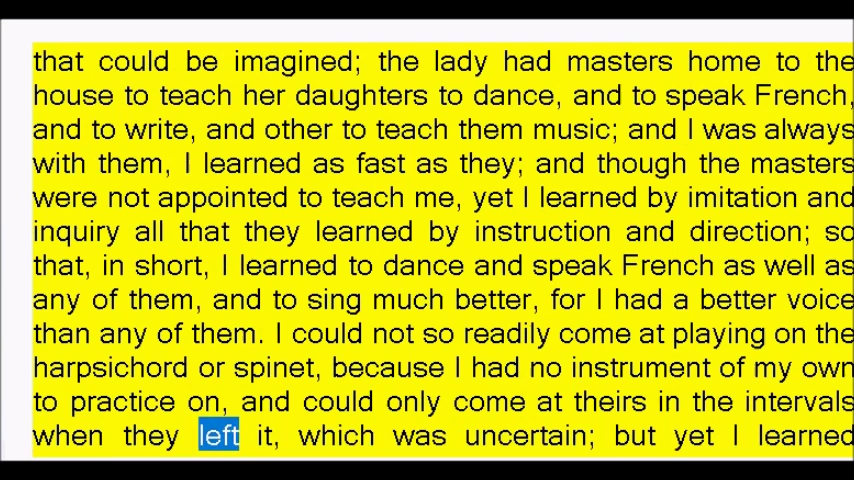 that could be imagined; the lady had masters home to the
house to teach her daughters to dance, and to speak French,
and to write, and other to teach them music; and I was always
with them, I learned as fast as they; and though the masters
were not appointed to teach me, yet I learned by imitation and
inquiry all that they learned by instruction and direction; so
that, in short, I learned to dance and speak French as well as
any of them, and to sing much better, for I had a better voice
than any of them. I could not so readily come at playing on the
harpsichord or spinet, because I had no instrument of my own
to practice on, and could only come at theirs in the intervals
when they left it, which was uncertain; but yet I learned